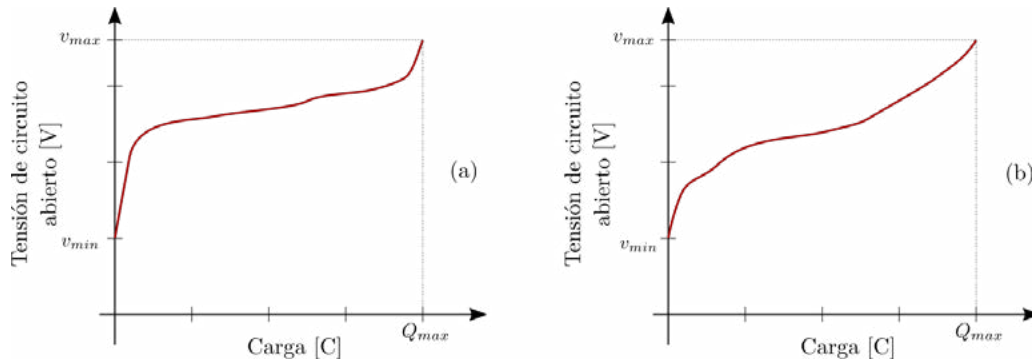 v_max
Tensión de circuito
abierto [V]
v_min
(a)
Carga [C]
Q_max
v_max
Tensión de circuito
abierto [V]
v_min
(b)
Carga [C]
Q_max